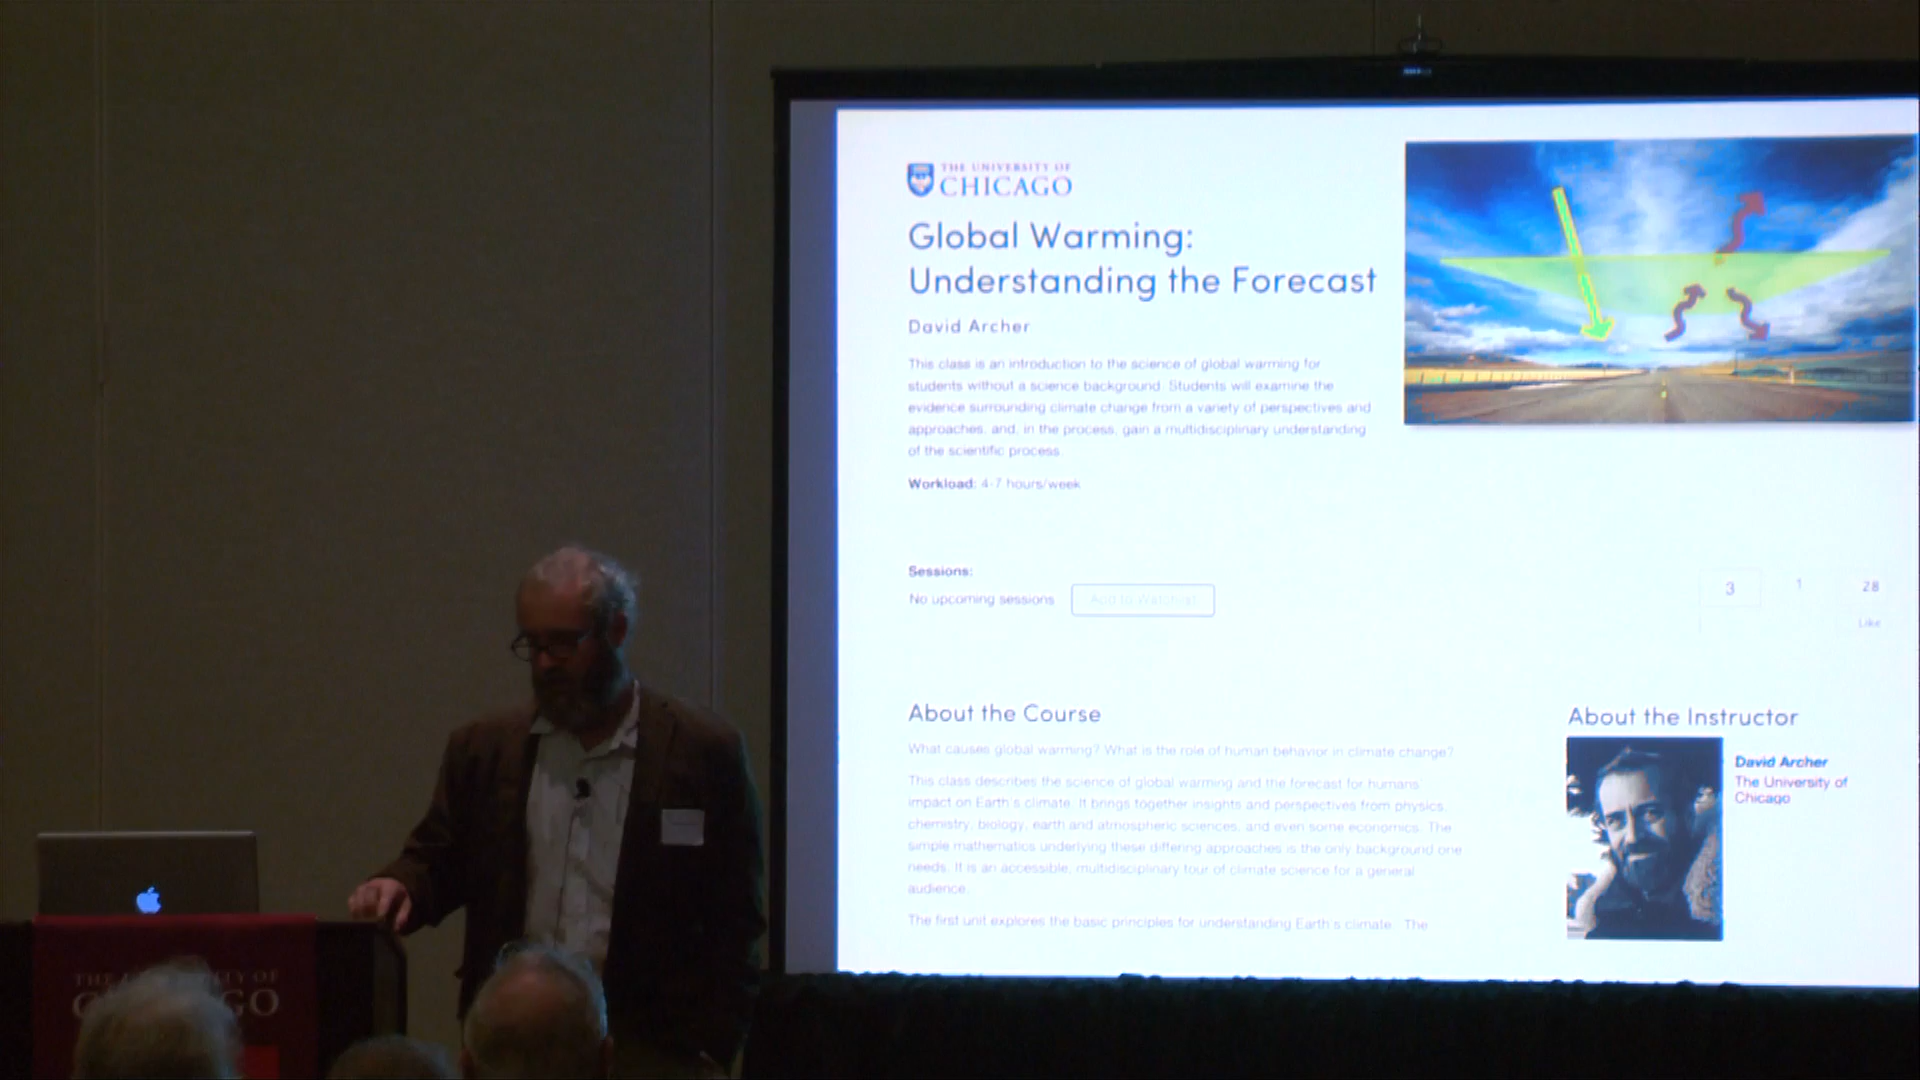 THE UNIVERSITY OF
CHICAGO
Global Warming:
Understanding the Forecast
David Archer
This class is an introduction to the science of global warming for
students without a science background. Students will examine the
evidence surrounding climate change from a variety of perspectives and
approaches, and, in the process, gain a multidisciplinary understanding
of the scientific process.
Workload: 4-7 hours/week
Sessions:
No upcoming sessions
Add to Watchlist
3
1
28
Like
About the Course
What causes global warming? What is the role of human behavior in climate change?
This class describes the science of global warming and the forecast for humans'
impact on Earth's climate. It brings together insights and perspectives from physics,
chemistry, biology, earth and atmospheric sciences, and even some economics. The
simple mathematics underlying these differing approaches is the only background one
needs. It is an accessible, multidisciplinary tour of climate science for a general
audience.
The first unit explores the basic principles for understanding Earth's climate. The
About the Instructor
David Archer
The University of
Chicago
THE UNIVERSITY OF
CHICAGO